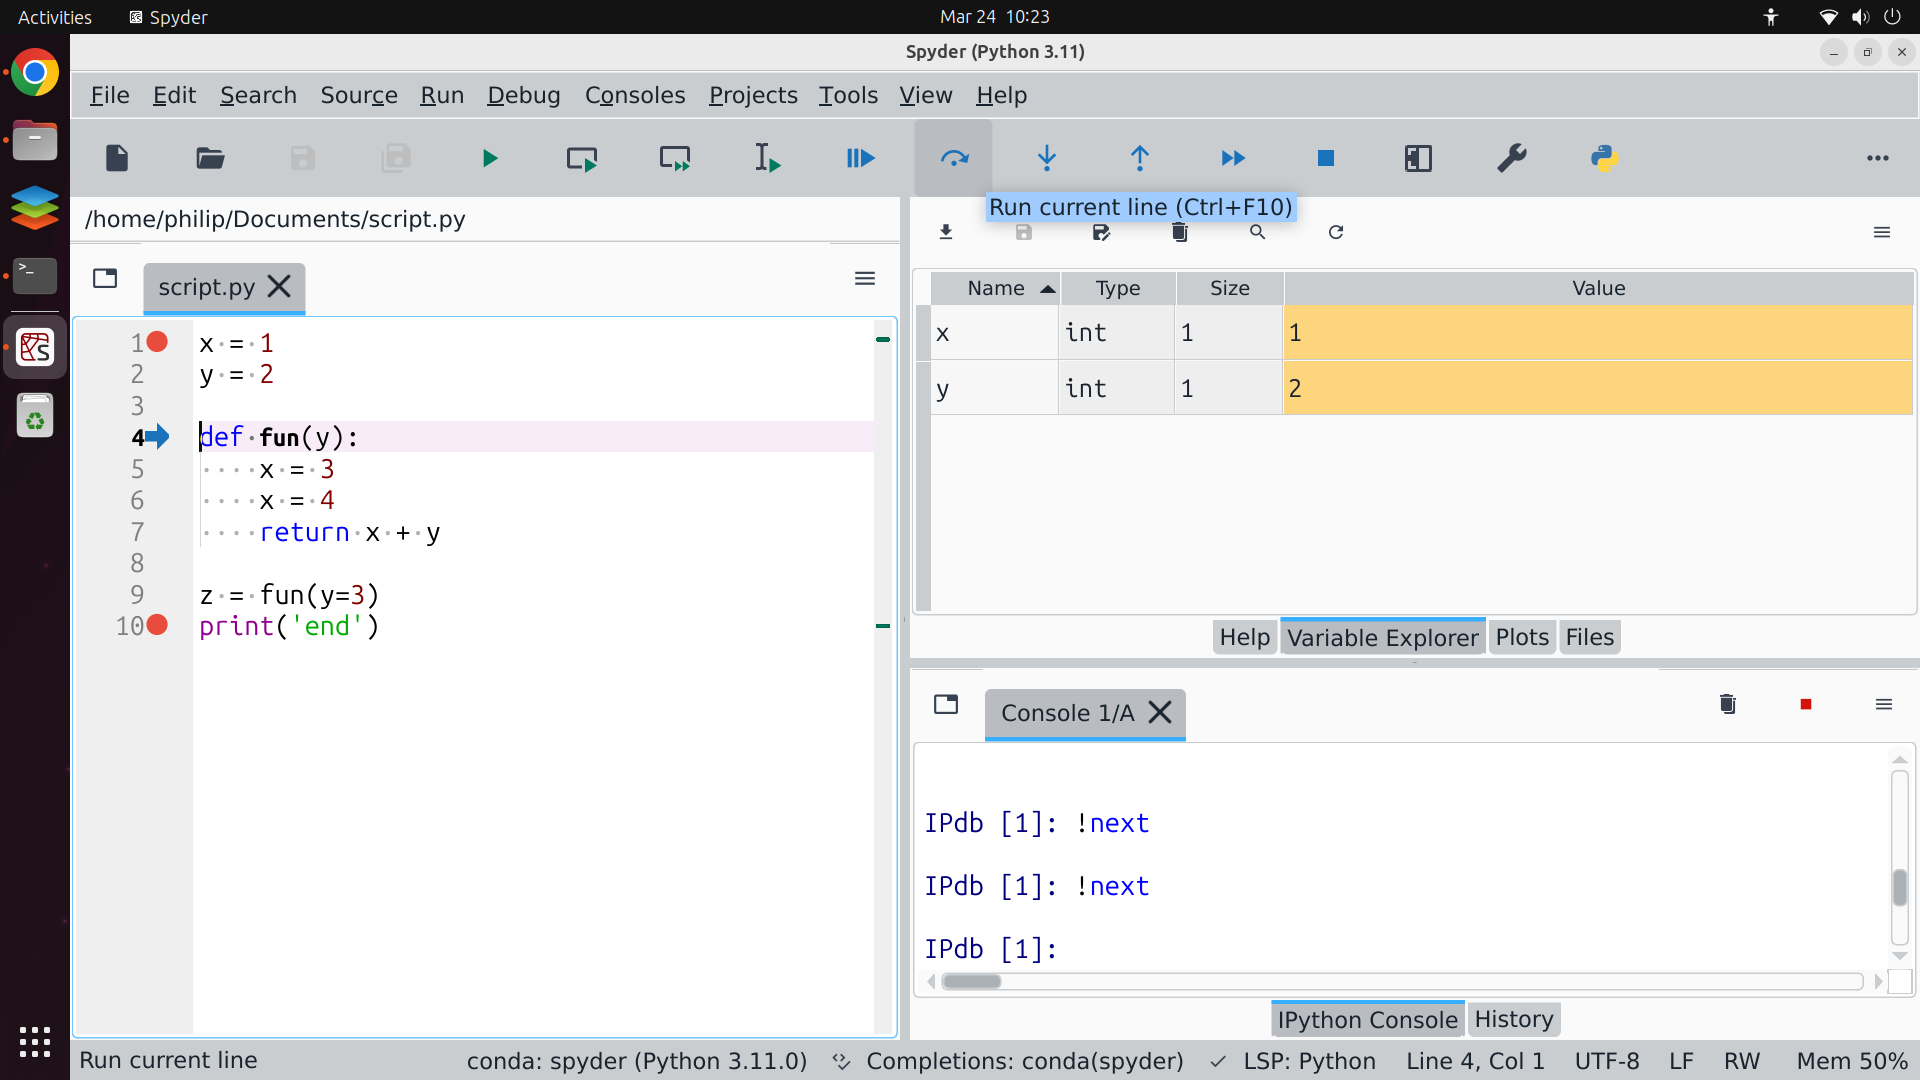 Activities Spyder Mar 24 10:23
Spyder (Python 3.11)
File Edit Search Source Run Debug Consoles Projects Tools View Help
/home/philip/Documents/script.py
Run current line (Ctrl+F10)
script.py
Name Type Size Value
x int 1 1
y int 1 2
1 x = 1
2 y = 2
3
4 def fun(y):
5 x = 3
6 x = 4
7 return x + y
8
9 z = fun(y=3)
10 print('end')
Help Variable Explorer Plots Files
Console 1/A
IPdb [1]: !next
IPdb [1]: !next
IPdb [1]:
IPython Console History
Run current line conda: spyder (Python 3.11.0) Completions: conda(spyder) LSP: Python Line 4, Col 1 UTF-8 LF RW Mem 50%